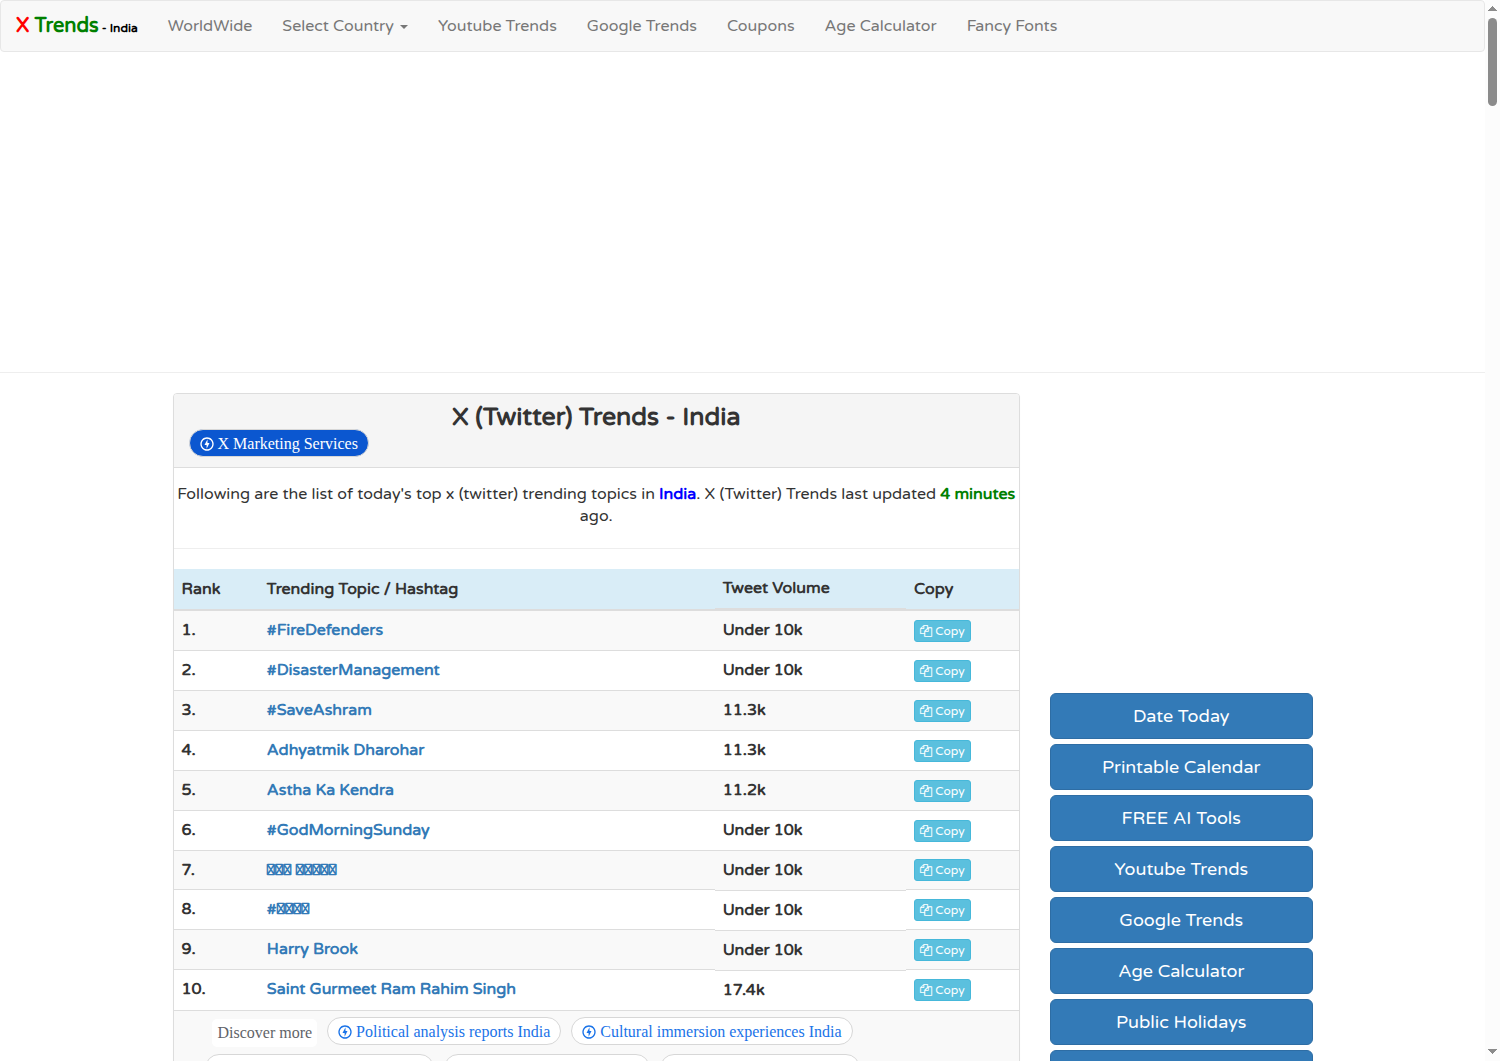 X Trends - India WorldWide Select Country Youtube Trends Google Trends Coupons Age Calculator Fancy Fonts
X (Twitter) Trends - India
X Marketing Services
Following are the list of today's top x (twitter) trending topics in India. X (Twitter) Trends last updated 4 minutes
ago.
Rank Trending Topic / Hashtag Tweet Volume Copy
1. #FireDefenders Under 10k Copy
2. #DisasterManagement Under 10k Copy
3. #SaveAshram 11.3k Copy
4. Adhyatmik Dharohar 11.3k Copy
5. Astha Ka Kendra 11.2k Copy
6. #GodMorningSunday Under 10k Copy
7. Under 10k Copy
8. # Under 10k Copy
9. Harry Brook Under 10k Copy
10. Saint Gurmeet Ram Rahim Singh 17.4k Copy
Discover more Political analysis reports India Cultural immersion experiences India
Date Today
Printable Calendar
FREE AI Tools
Youtube Trends
Google Trends
Age Calculator
Public Holidays